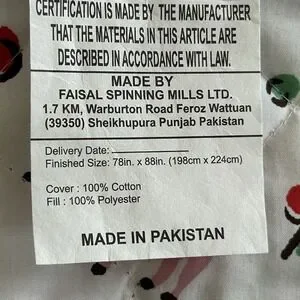 CERTIFICATION IS MADE BY THE MANUFACTURER
THAT THE MATERIALS IN THIS ARTICLE ARE
DESCRIBED IN ACCORDANCE WITH LAW.
MADE BY
FAISAL SPINNING MILLS LTD.
1.7 KM, Warburton Road Feroz Wattuan
(39350) Sheikhupura Punjab Pakistan
Delivery Date:
Finished Size: 78in. x 88in. (198cm x 224cm)
Cover : 100% Cotton
Fill : 100% Polyester
MADE IN PAKISTAN